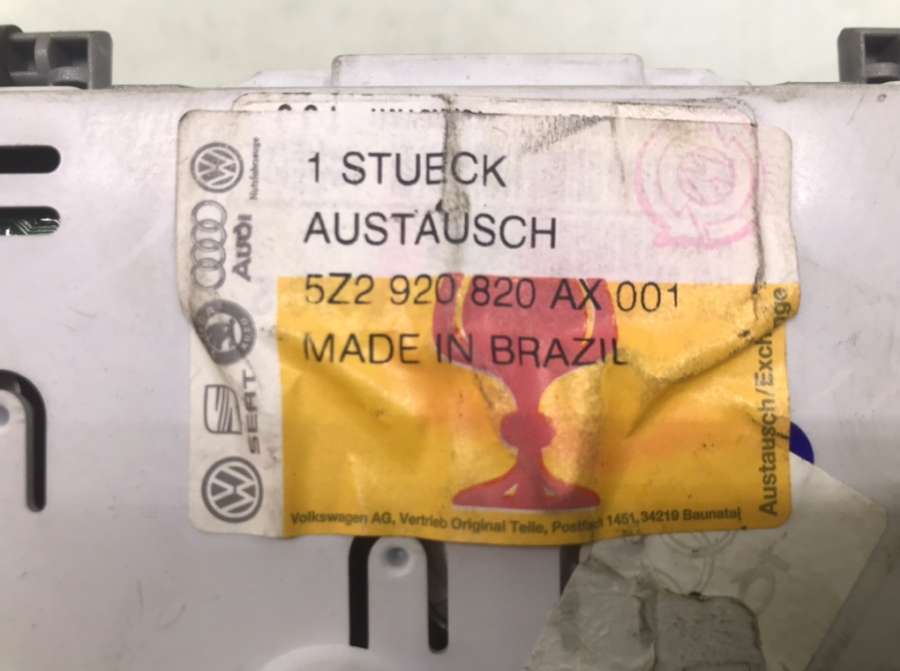 1 STUECK
AUSTAUSCH
5Z2 920 820 AX 001
MADE IN BRAZIL
Nutzfahrzeuge
Audi
SEAT
Austausch/Exchange
Volkswagen AG, Vertrieb Original Teile, Postfach 1451, 34219 Baunatal